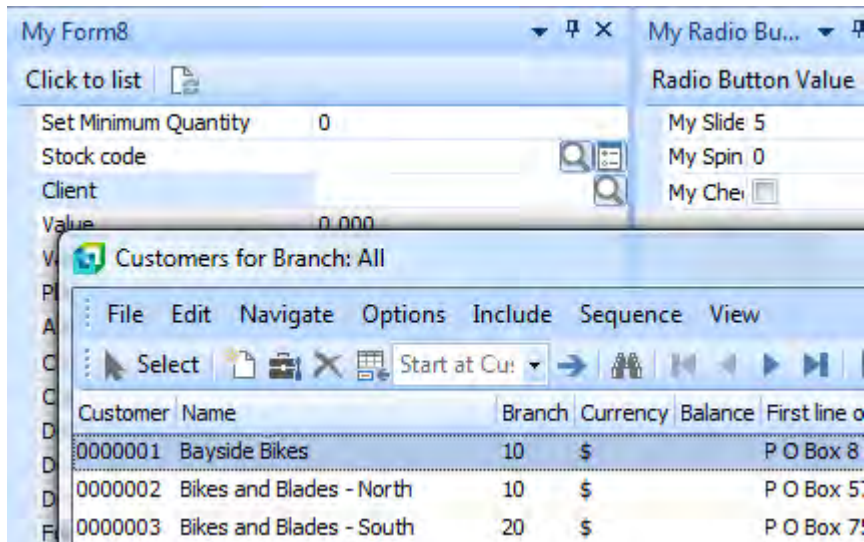 My Form8
My Radio Bu...
Click to list
Radio Button Value
Set Minimum Quantity 0
My Slide 5
Stock code
My Spin 0
Client
My Che
Value 0.000
Customers for Branch: All
File Edit Navigate Options Include Sequence View
Select Start at Cus
Customer Name Branch Currency Balance First line o
0000001 Bayside Bikes 10 $ P O Box 8
0000002 Bikes and Blades - North 10 $ P O Box 57
0000003 Bikes and Blades - South 20 $ P O Box 75